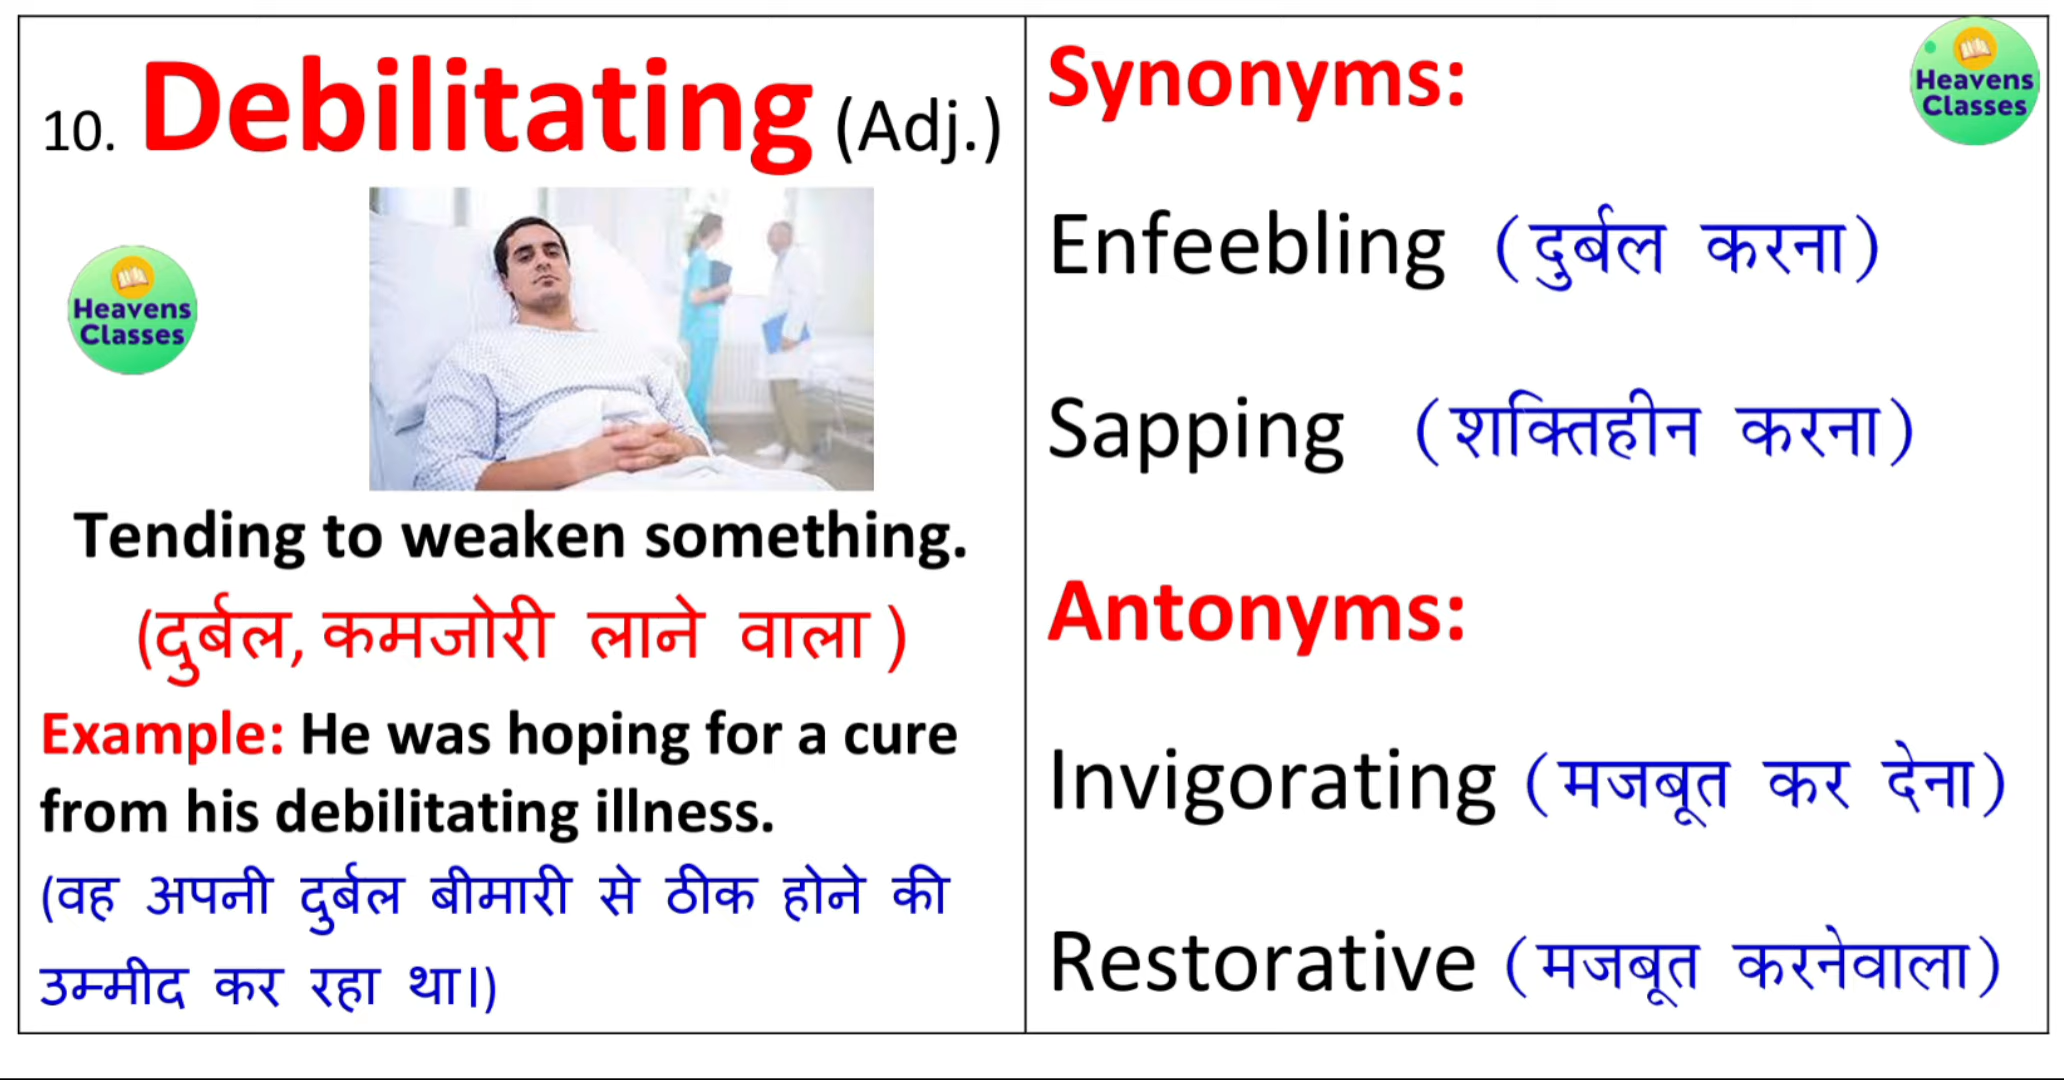 10. Debilitating (Adj.)
Heavens
Classes
Tending to weaken something.
(दुर्बल, कमजोरी लाने वाला )
Example: He was hoping for a cure
from his debilitating illness.
(वह अपनी दुर्बल बीमारी से ठीक होने की
उम्मीद कर रहा था।)
Synonyms:
Heavens
Classes
Enfeebling (दुर्बल करना)
Sapping (शक्तिहीन करना)
Antonyms:
Invigorating (मजबूत कर देना)
Restorative (मजबूत करनेवाला)